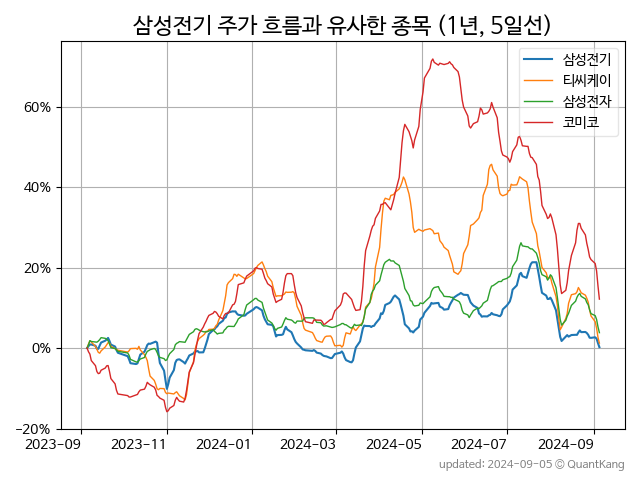 삼성전기 주가 흐름과 유사한 종목 (1년, 5일선)
삼성전기
티씨케이
삼성전자
코미코
60%
40%
20%
0%
−20%
2023-09 2023-11 2024-01 2024-03 2024-05 2024-07 2024-09
updated: 2024-09-05 © QuantKang